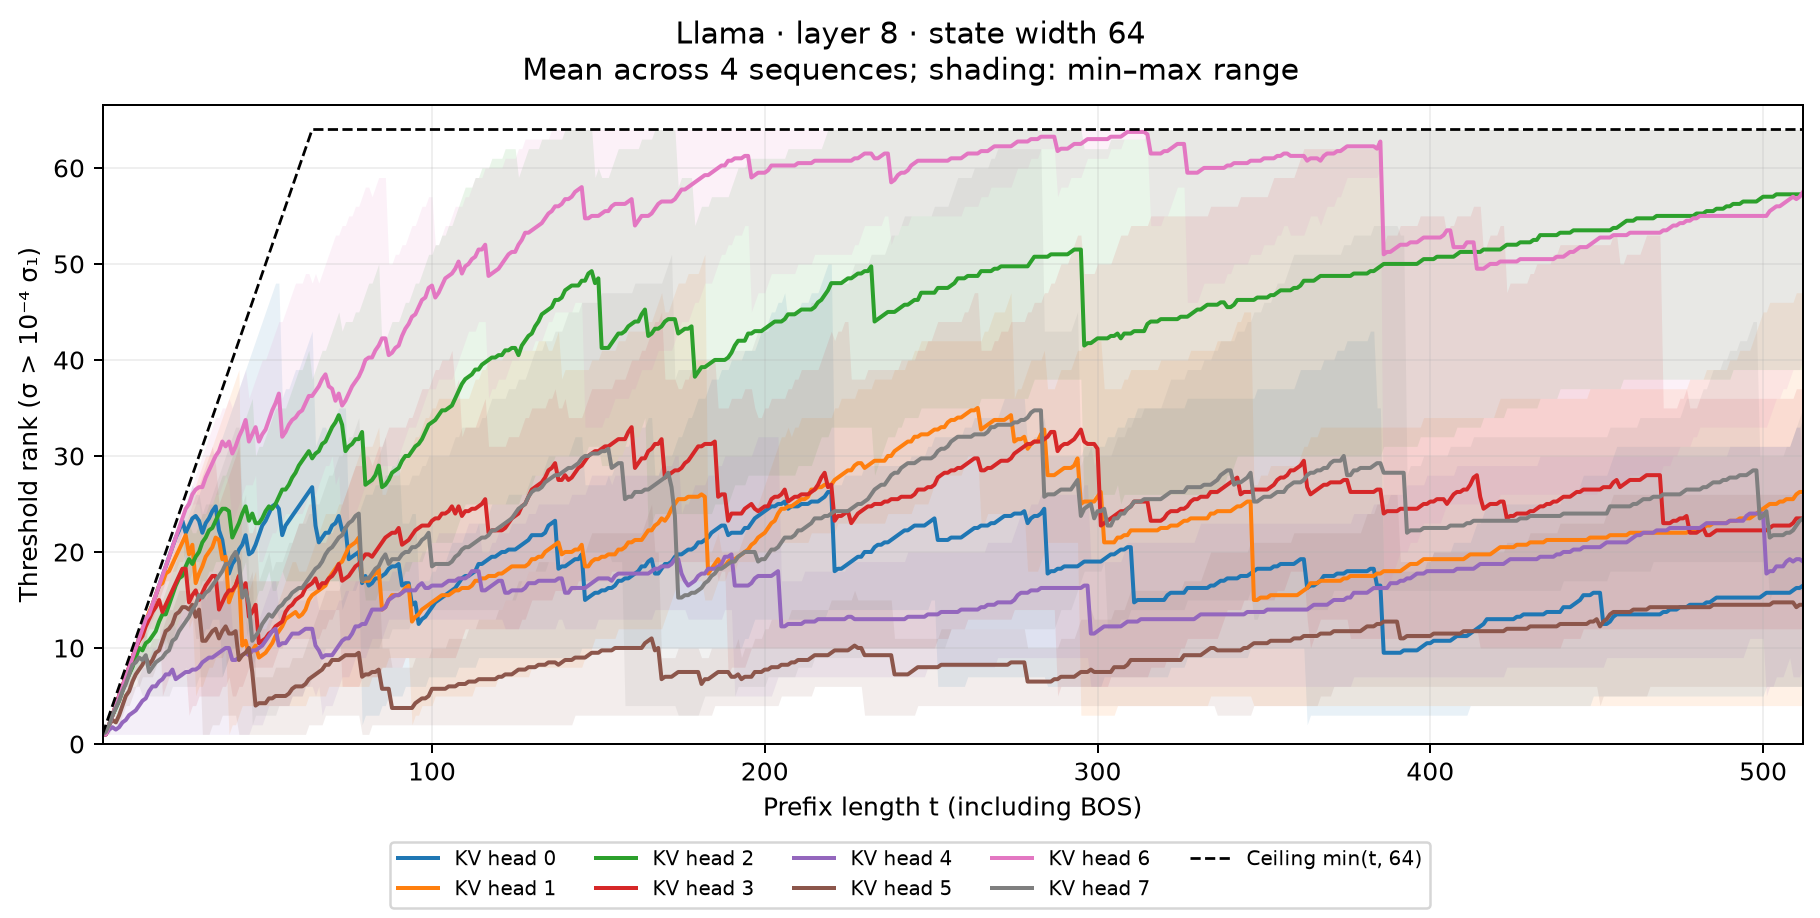 Llama · layer 8 · state width 64
Mean across 4 sequences; shading: min–max range
Threshold rank (σ > 10⁻⁴ σ₁)
60
50
40
30
20
10
0
100 200 300 400 500
Prefix length t (including BOS)
KV head 0 KV head 2 KV head 4 KV head 6 Ceiling min(t, 64)
KV head 1 KV head 3 KV head 5 KV head 7